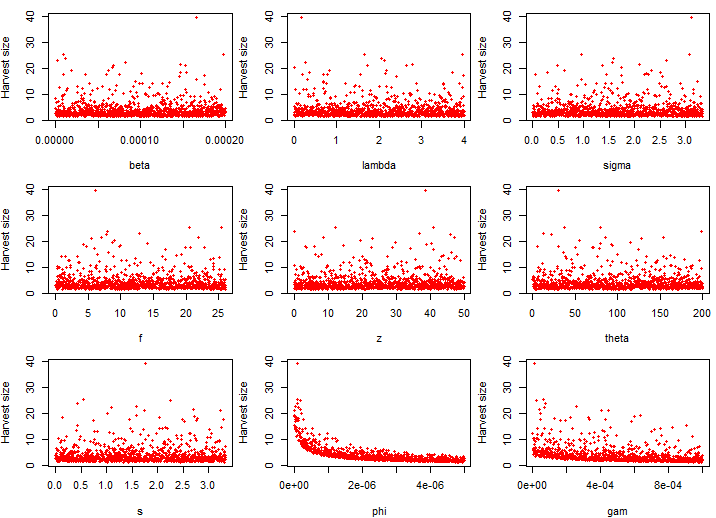 Harvest size
0 10 20 30 40
0.00000 0.00010 0.00020
beta
Harvest size
0 10 20 30 40
0 1 2 3 4
lambda
Harvest size
0 10 20 30 40
0.0 0.5 1.0 1.5 2.0 2.5 3.0
sigma
Harvest size
0 10 20 30 40
0 5 10 15 20 25
f
Harvest size
0 10 20 30 40
0 10 20 30 40 50
z
Harvest size
0 10 20 30 40
0 50 100 150 200
theta
Harvest size
0 10 20 30 40
0.0 0.5 1.0 1.5 2.0 2.5 3.0
s
Harvest size
0 10 20 30 40
0e+00 2e-06 4e-06
phi
Harvest size
0 10 20 30 40
0e+00 4e-04 8e-04
gam